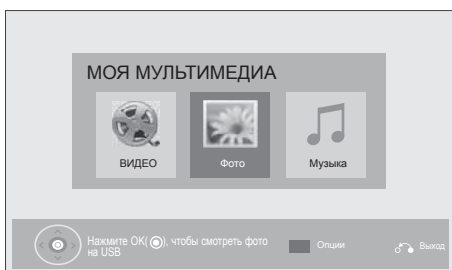 МОЯ МУЛЬТИМЕДИА
ВИДЕО
Фото
Музыка
Нажмите OK(◉), чтобы смотреть фото
на USB
Опции
Выход